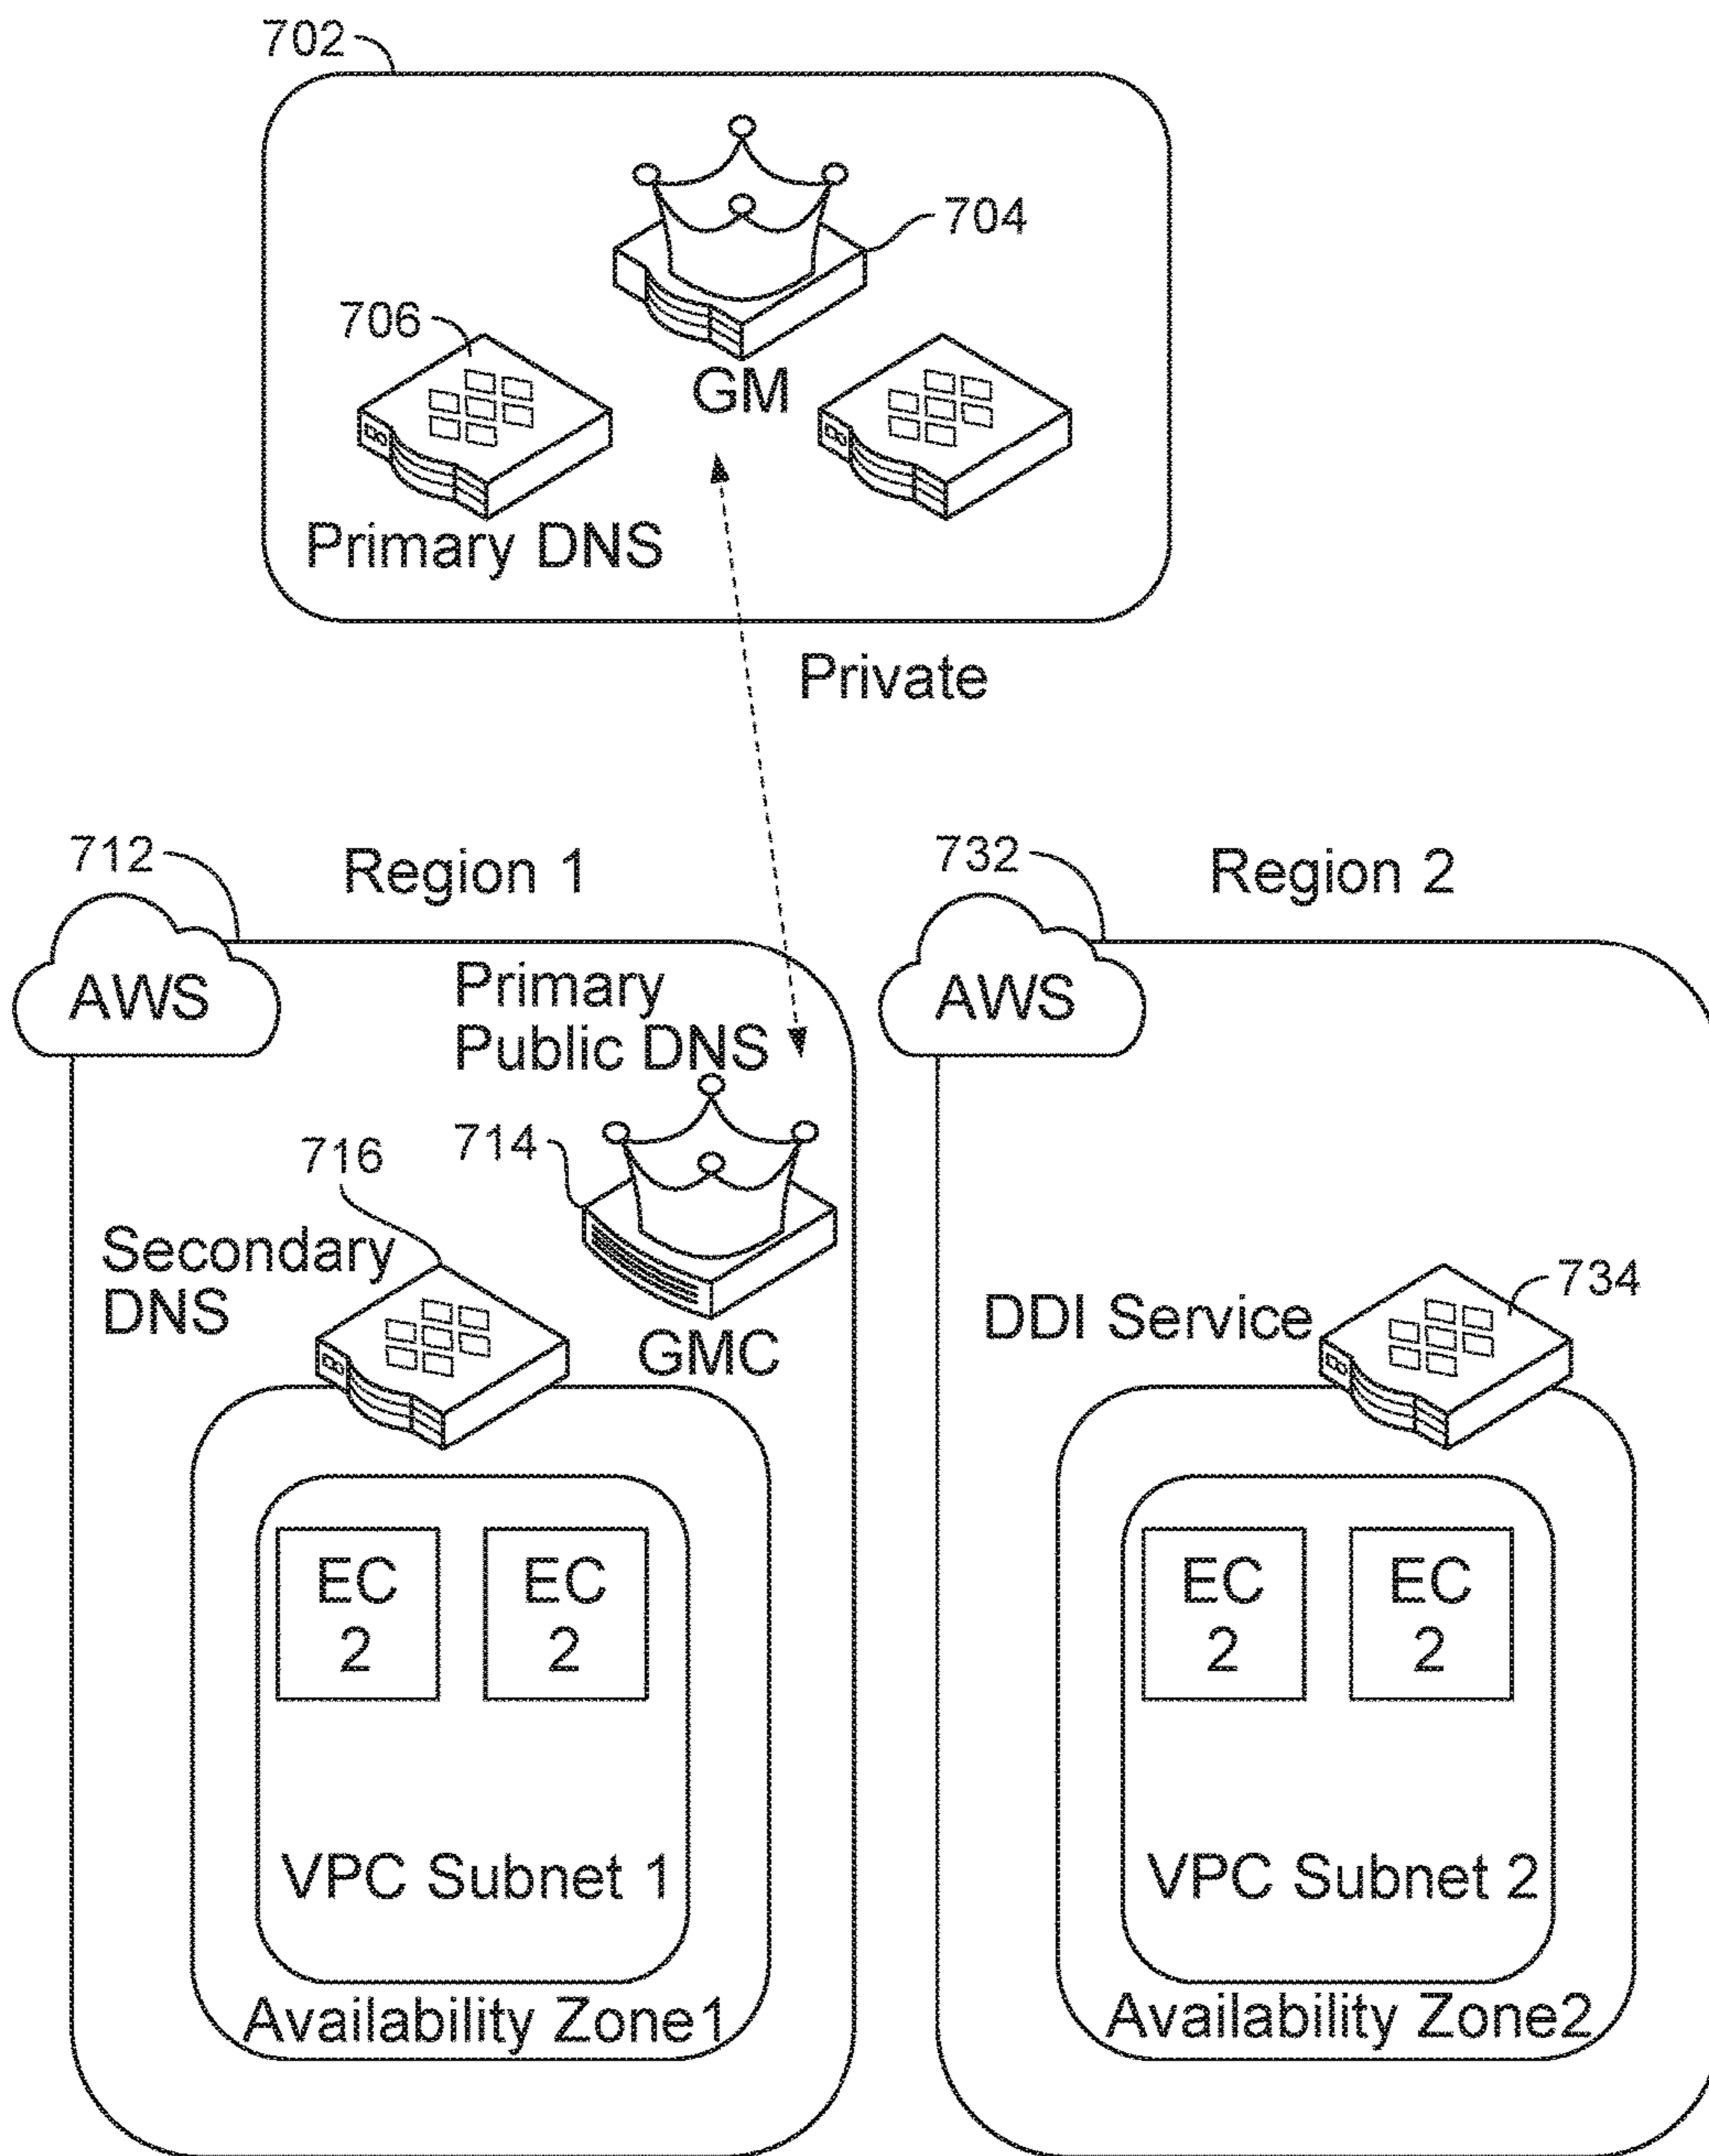 702
704
706
GM
Primary DNS
Private
712
Region 1
732
Region 2
AWS
Primary
Public DNS
AWS
716
714
Secondary
DNS
GMC
DDI Service
734
EC
2
EC
2
VPC Subnet 1
Availability Zone1
EC
2
EC
2
VPC Subnet 2
Availability Zone2